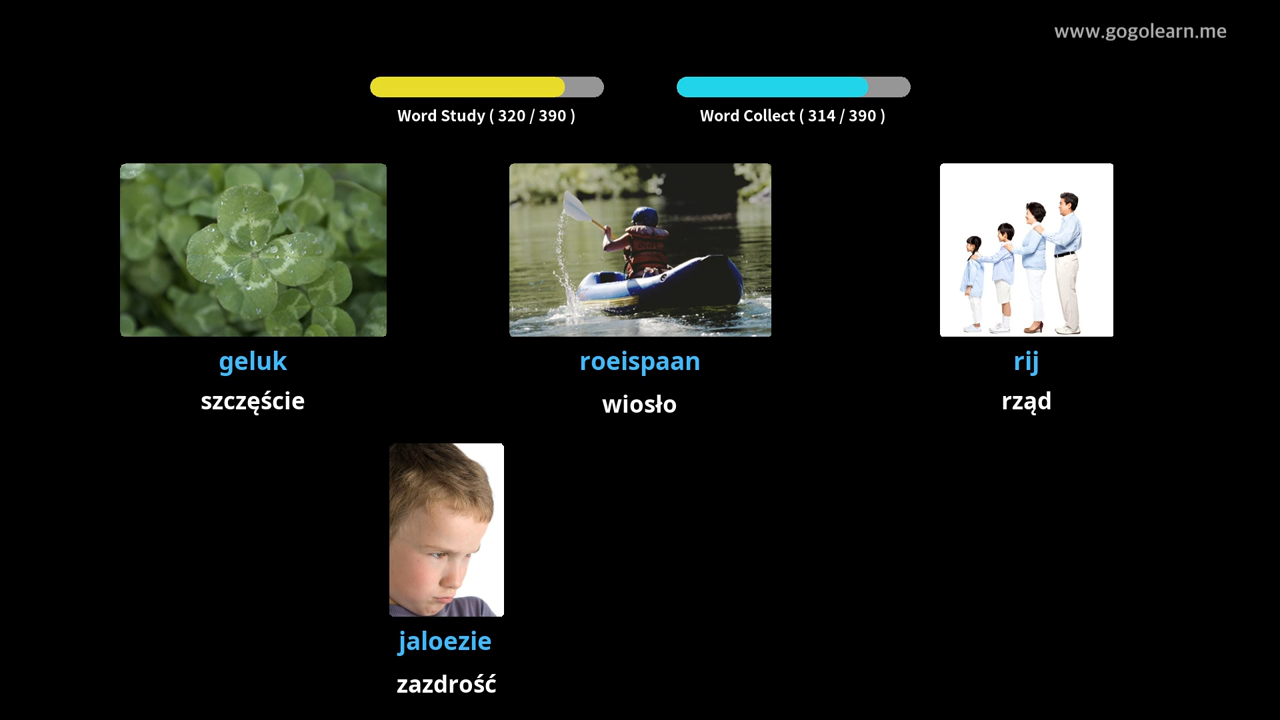 www.gogolearn.me
Word Study ( 320 / 390 )
Word Collect ( 314 / 390 )
geluk
szczęście
roeispaan
wiosło
rij
rząd
jaloezie
zazdrość